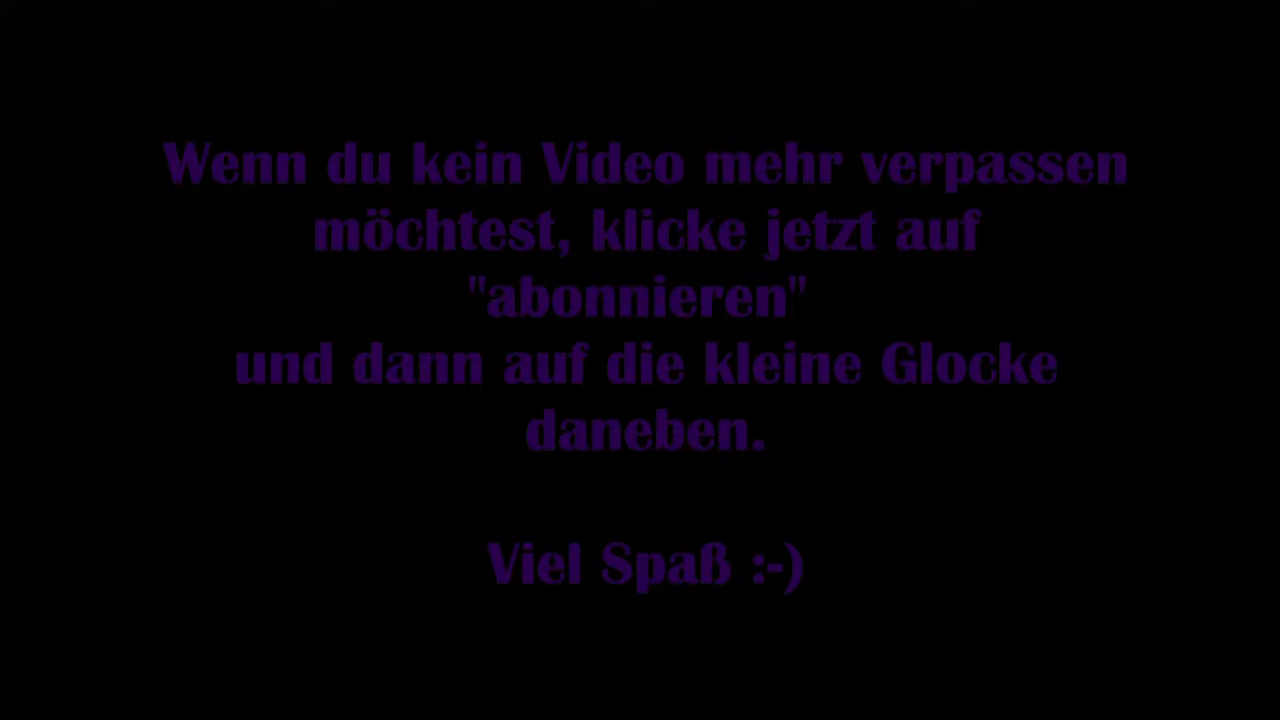 Wenn du kein Video mehr verpassen
möchtest, klicke jetzt auf
"abonnieren"
und dann auf die kleine Glocke
daneben.
Viel Spaß :-)